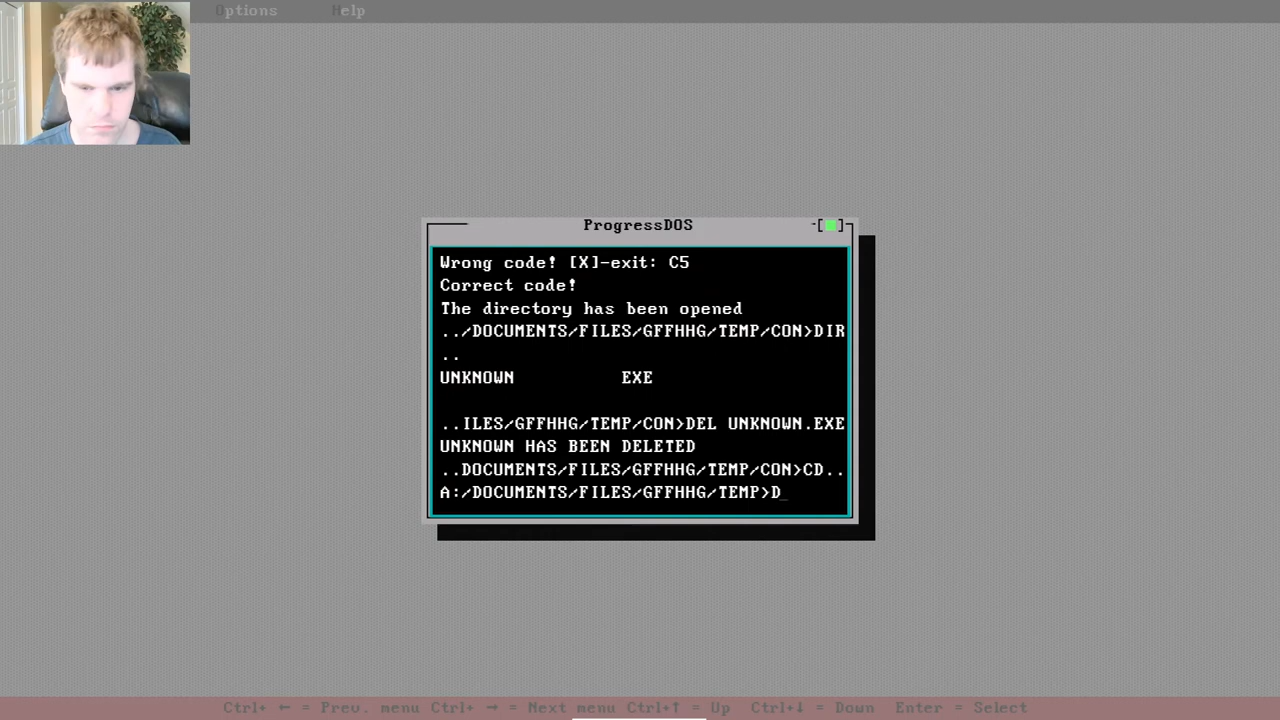 Options Help
ProgressDOS
Wrong code! [X]-exit: C5
Correct code!
The directory has been opened
../DOCUMENTS/FILES/GFFHHG/TEMP/CON>DIR
..
UNKNOWN EXE
..ILES/GFFHHG/TEMP/CON>DEL UNKNOWN.EXE
UNKNOWN HAS BEEN DELETED
..DOCUMENTS/FILES/GFFHHG/TEMP/CON>CD..
A:/DOCUMENTS/FILES/GFFHHG/TEMP>D_
Ctrl+ ← = Prev. menu Ctrl+ → = Next menu Ctrl+↑ = Up Ctrl+↓ = Down Enter = Select